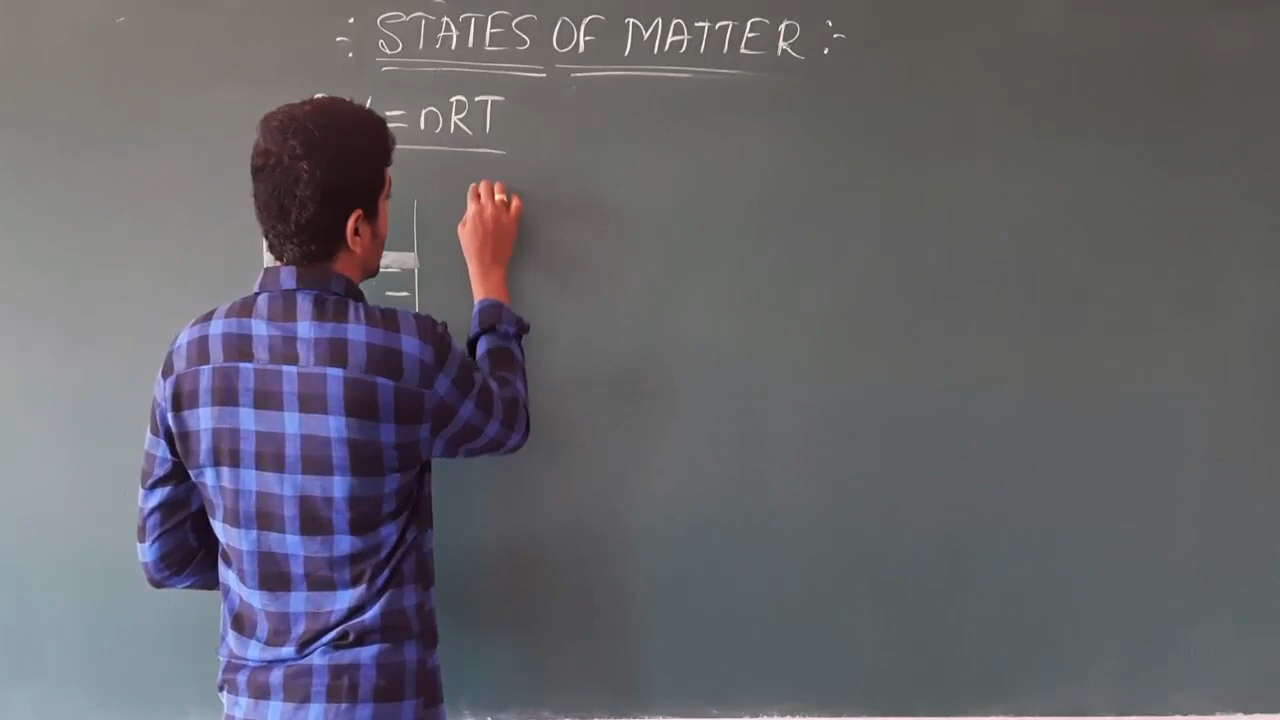 :- STATES OF MATTER :-
= nRT